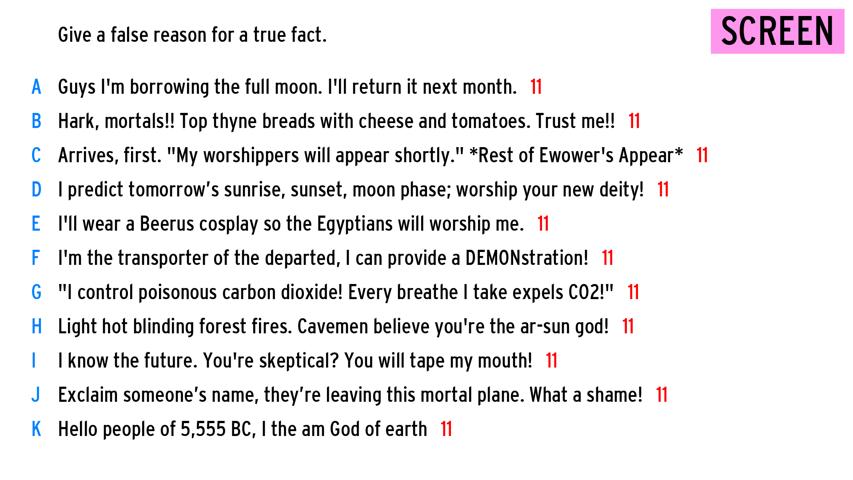 Give a false reason for a true fact.
SCREEN
A Guys I'm borrowing the full moon. I'll return it next month. 11
B Hark, mortals!! Top thyne breads with cheese and tomatoes. Trust me!! 11
C Arrives, first. "My worshippers will appear shortly." *Rest of Ewower's Appear* 11
D I predict tomorrow’s sunrise, sunset, moon phase; worship your new deity! 11
E I'll wear a Beerus cosplay so the Egyptians will worship me. 11
F I'm the transporter of the departed, I can provide a DEMONstration! 11
G "I control poisonous carbon dioxide! Every breathe I take expels CO2!" 11
H Light hot blinding forest fires. Cavemen believe you're the ar-sun god! 11
I I know the future. You're skeptical? You will tape my mouth! 11
J Exclaim someone’s name, they’re leaving this mortal plane. What a shame! 11
K Hello people of 5,555 BC, I the am God of earth 11